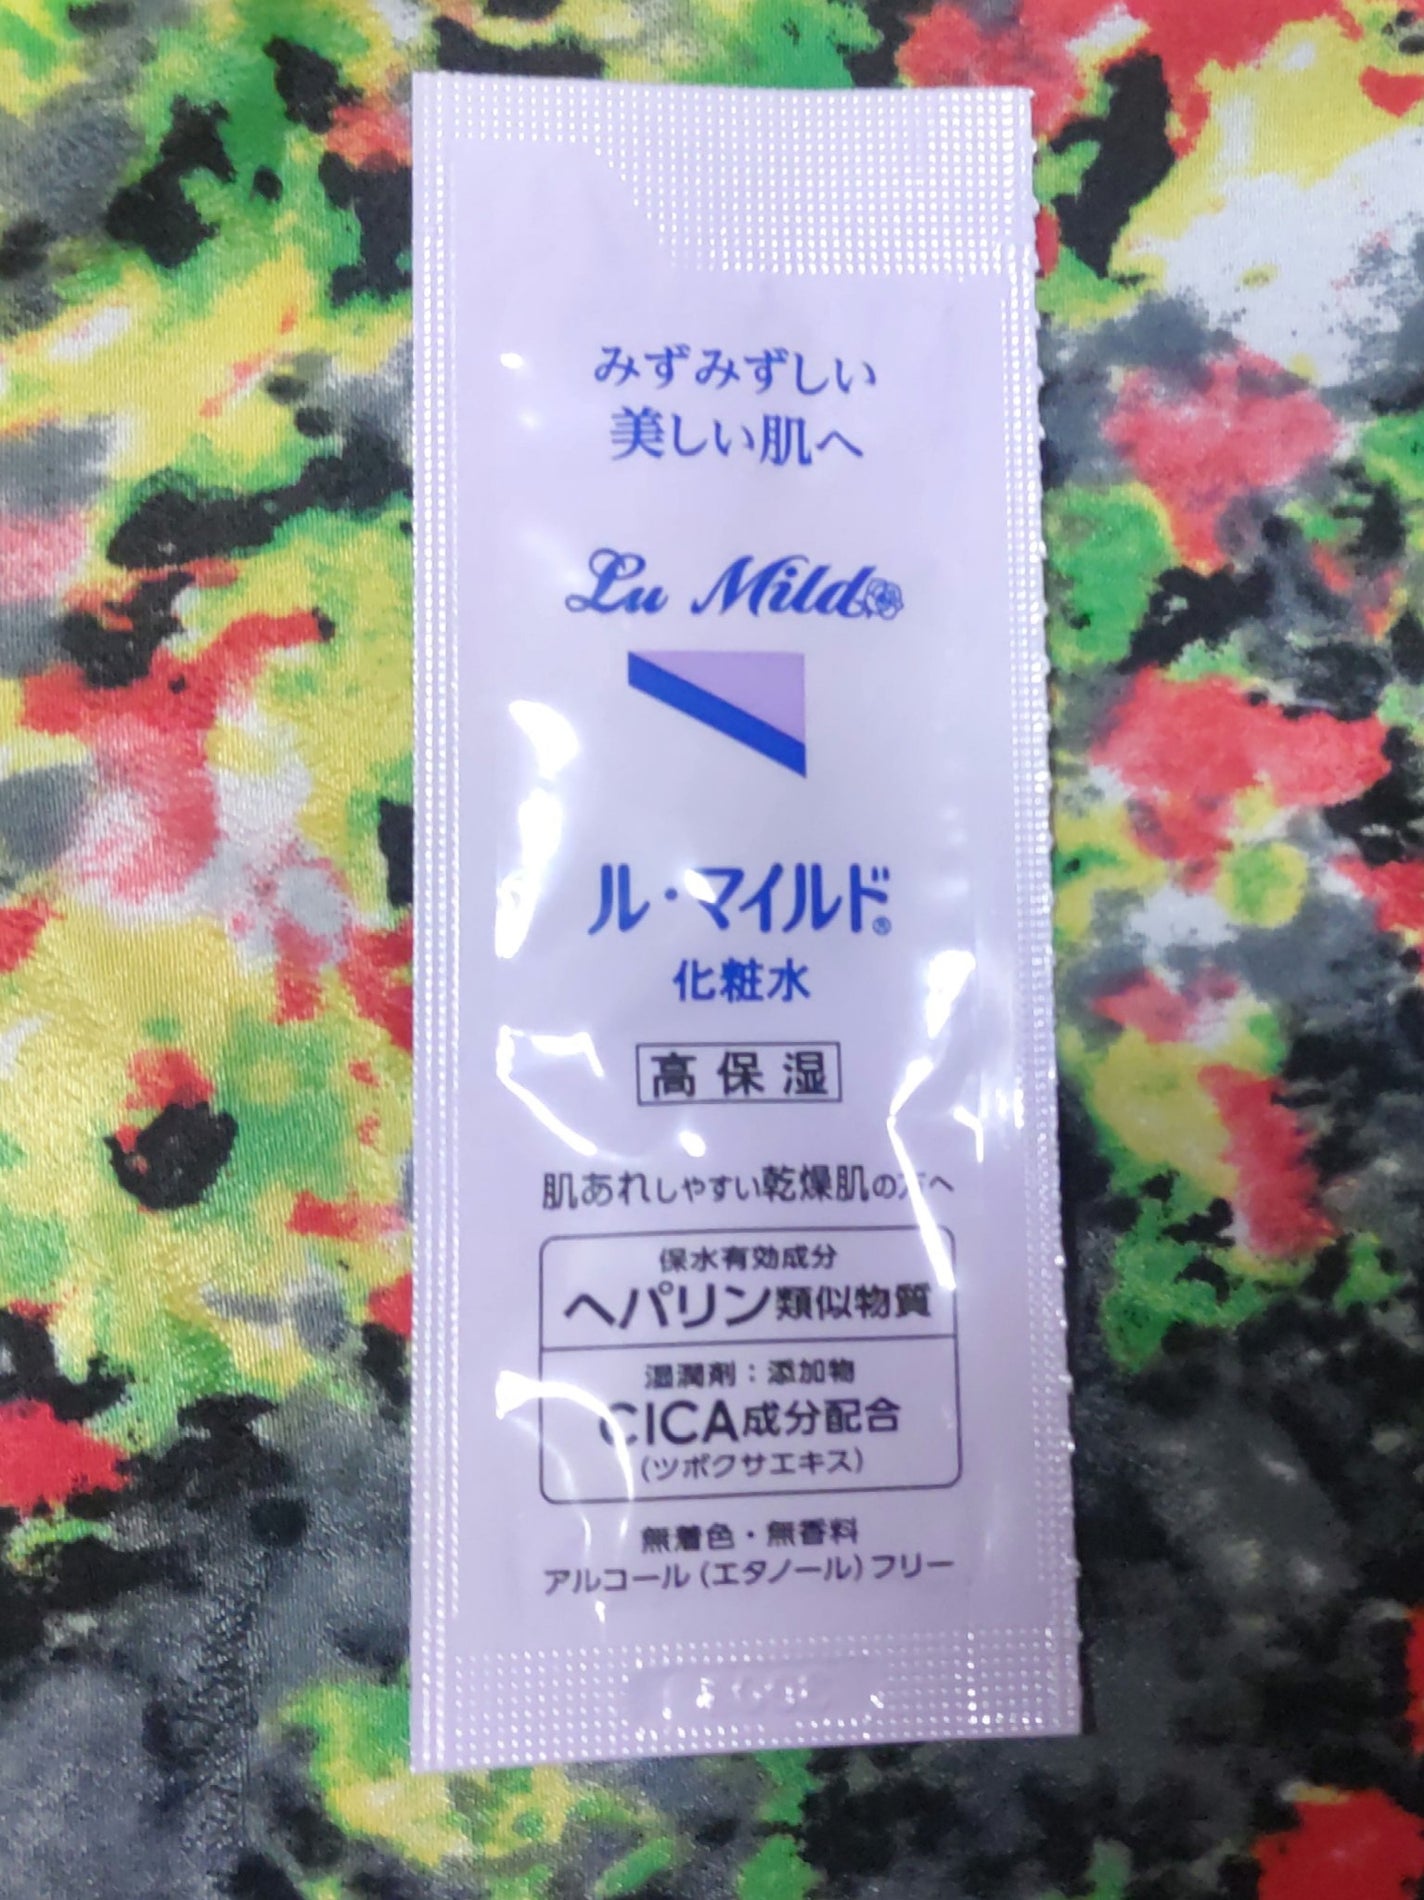 みずみずしい
美しい肌へ
Lu Mild
ル・マイルド®
化粧水
高保湿
肌あれしやすい乾燥肌の方へ
保水有効成分
ヘパリン類似物質
湿潤剤：添加物
CICA成分配合
(ツボクサエキス)
無着色・無香料
アルコール(エタノール)フリー